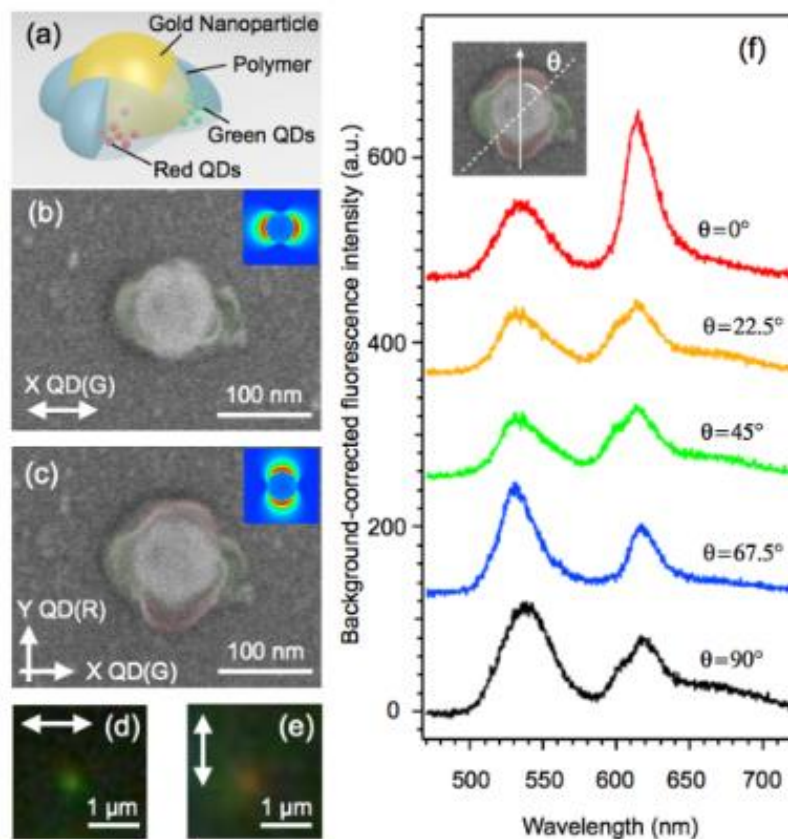 (a)
Gold Nanoparticle
Polymer
Green QDs
Red QDs
(b)
X QD(G)
100 nm
(c)
Y QD(R)
X QD(G)
100 nm
(d)
1 µm
(e)
1 µm
(f)
θ
Background-corrected fluorescence intensity (a.u.)
600
400
200
0
θ=0°
θ=22.5°
θ=45°
θ=67.5°
θ=90°
500 550 600 650 700
Wavelength (nm)